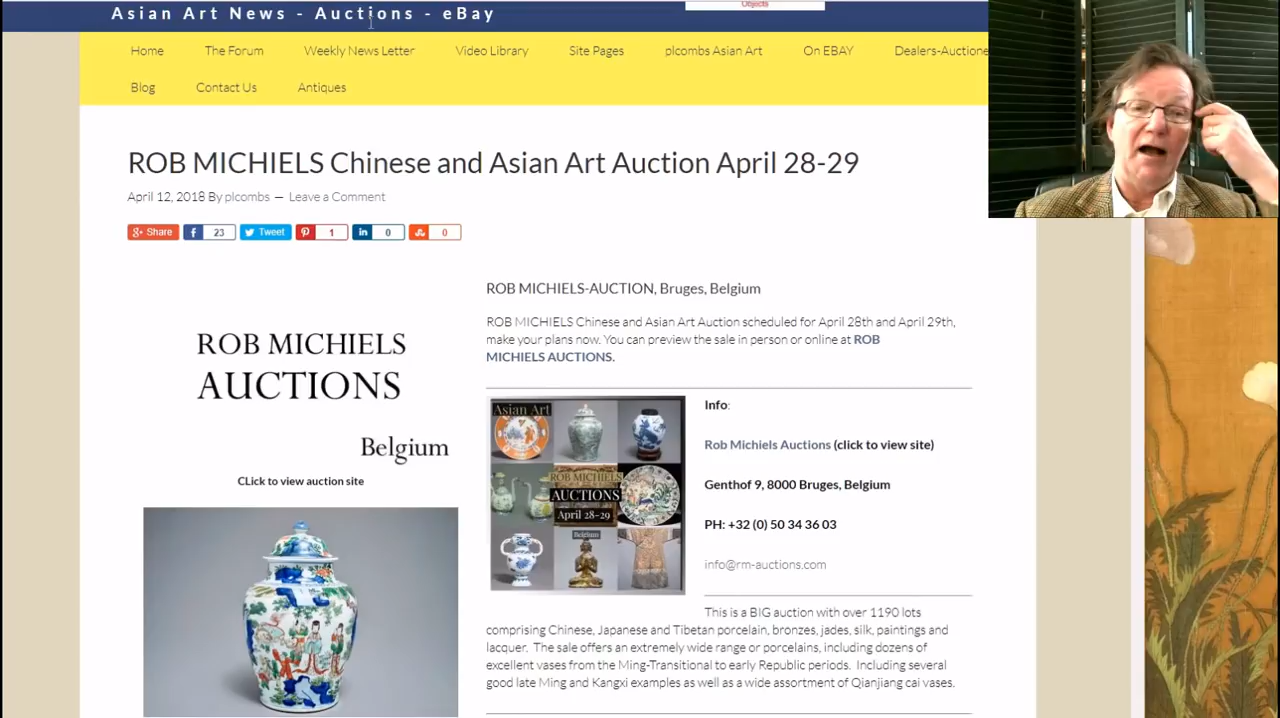 Objects
Asian Art News - Auctions - eBay
Home The Forum Weekly News Letter Video Library Site Pages plcombs Asian Art On EBAY Dealers-Auctione
Blog Contact Us Antiques
ROB MICHIELS Chinese and Asian Art Auction April 28-29
April 12, 2018 By plcombs — Leave a Comment
Share 23 Tweet 1 0 0
ROB MICHIELS
AUCTIONS
Belgium
CLick to view auction site
ROB MICHIELS-AUCTION, Bruges, Belgium
ROB MICHIELS Chinese and Asian Art Auction scheduled for April 28th and April 29th,
make your plans now. You can preview the sale in person or online at ROB
MICHIELS AUCTIONS.
Asian Art
ROB MICHIELS
AUCTIONS
April 28-29
Belgium
Info:
Rob Michiels Auctions (click to view site)
Genthof 9, 8000 Bruges, Belgium
PH: +32 (0) 50 34 36 03
info@rm-auctions.com
This is a BIG auction with over 1190 lots
comprising Chinese, Japanese and Tibetan porcelain, bronzes, jades, silk, paintings and
lacquer. The sale offers an extremely wide range or porcelains, including dozens of
excellent vases from the Ming-Transitional to early Republic periods. Including several
good late Ming and Kangxi examples as well as a wide assortment of Qianjiang cai vases.